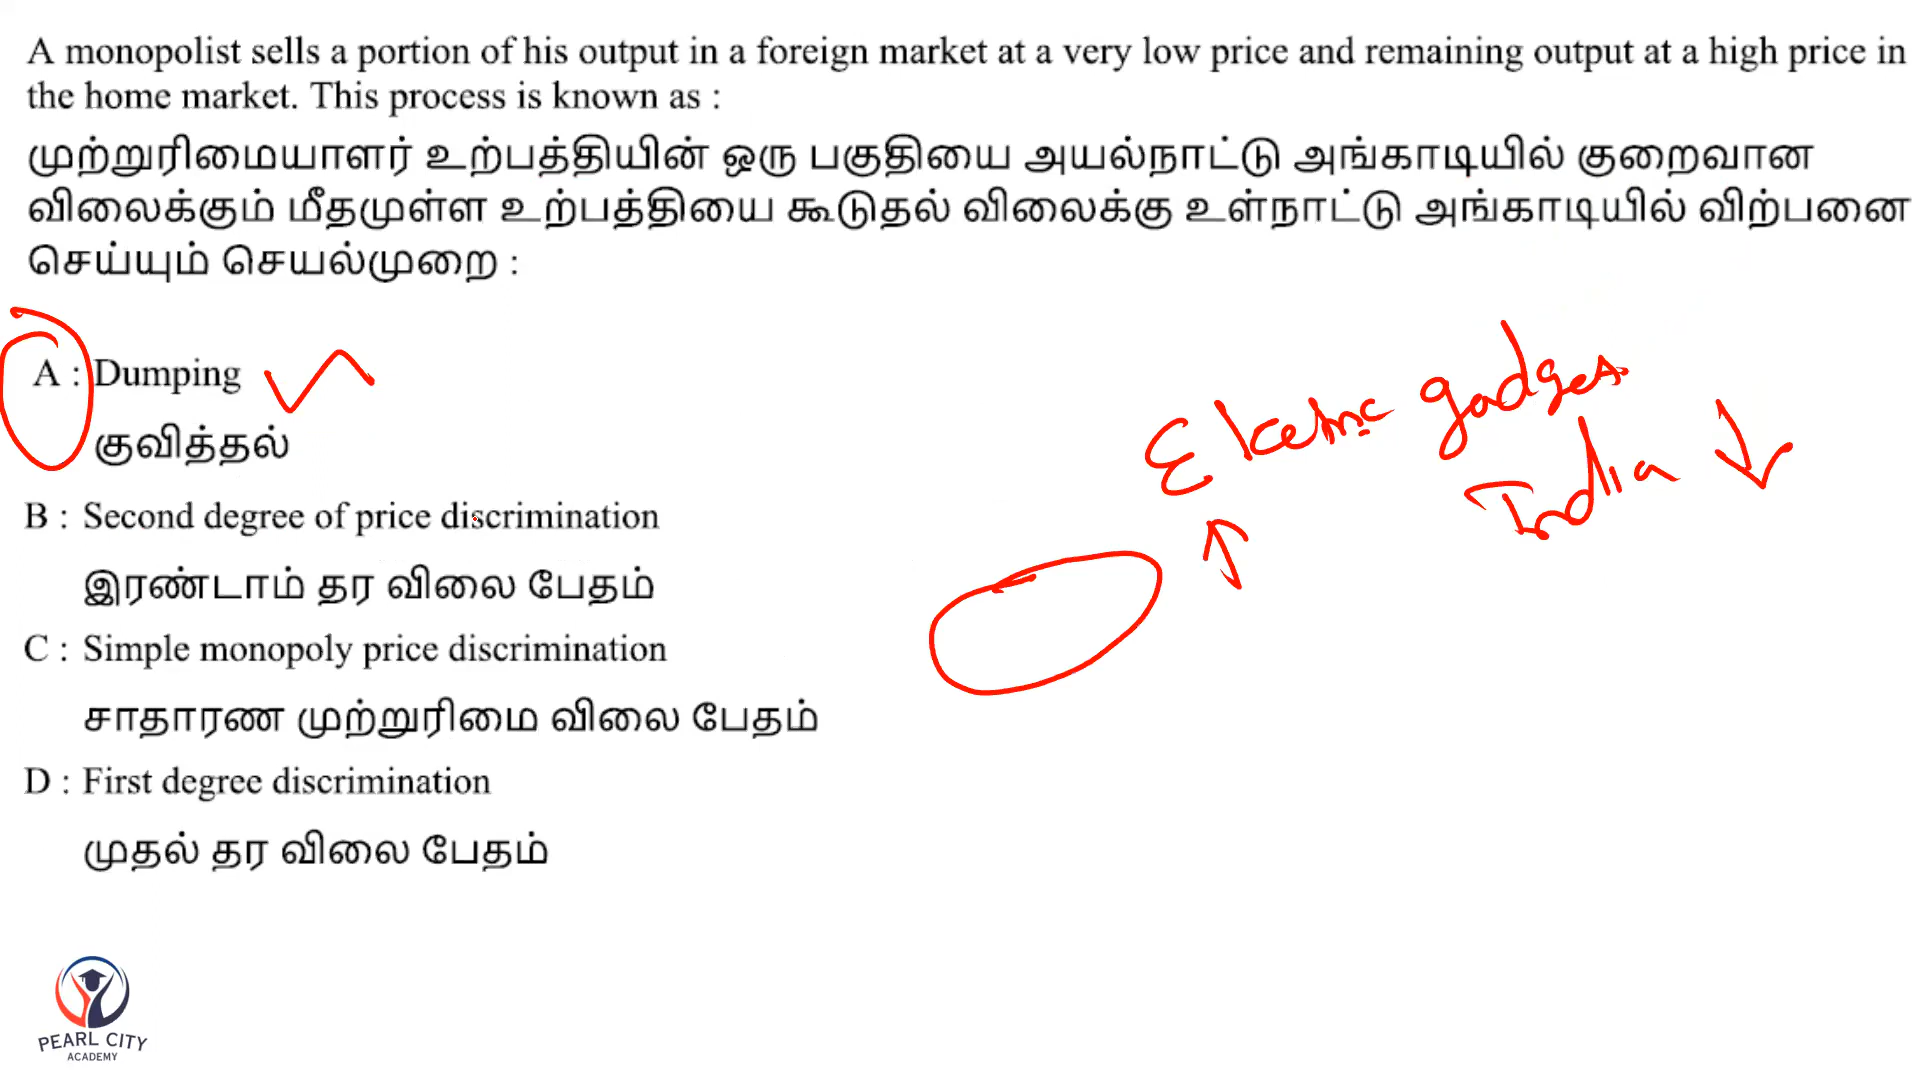 A monopolist sells a portion of his output in a foreign market at a very low price and remaining output at a high price in
the home market. This process is known as :
முற்றுரிமையாளர் உற்பத்தியின் ஒரு பகுதியை அயல்நாட்டு அங்காடியில் குறைவான
விலைக்கும் மீதமுள்ள உற்பத்தியை கூடுதல் விலைக்கு உள்நாட்டு அங்காடியில் விற்பனை
செய்யும் செயல்முறை :
A : Dumping
குவித்தல்
B : Second degree of price discrimination
இரண்டாம் தர விலை பேதம்
C : Simple monopoly price discrimination
சாதாரண முற்றுரிமை விலை பேதம்
D : First degree discrimination
முதல் தர விலை பேதம்
gadges
India
PEARL CITY
ACADEMY